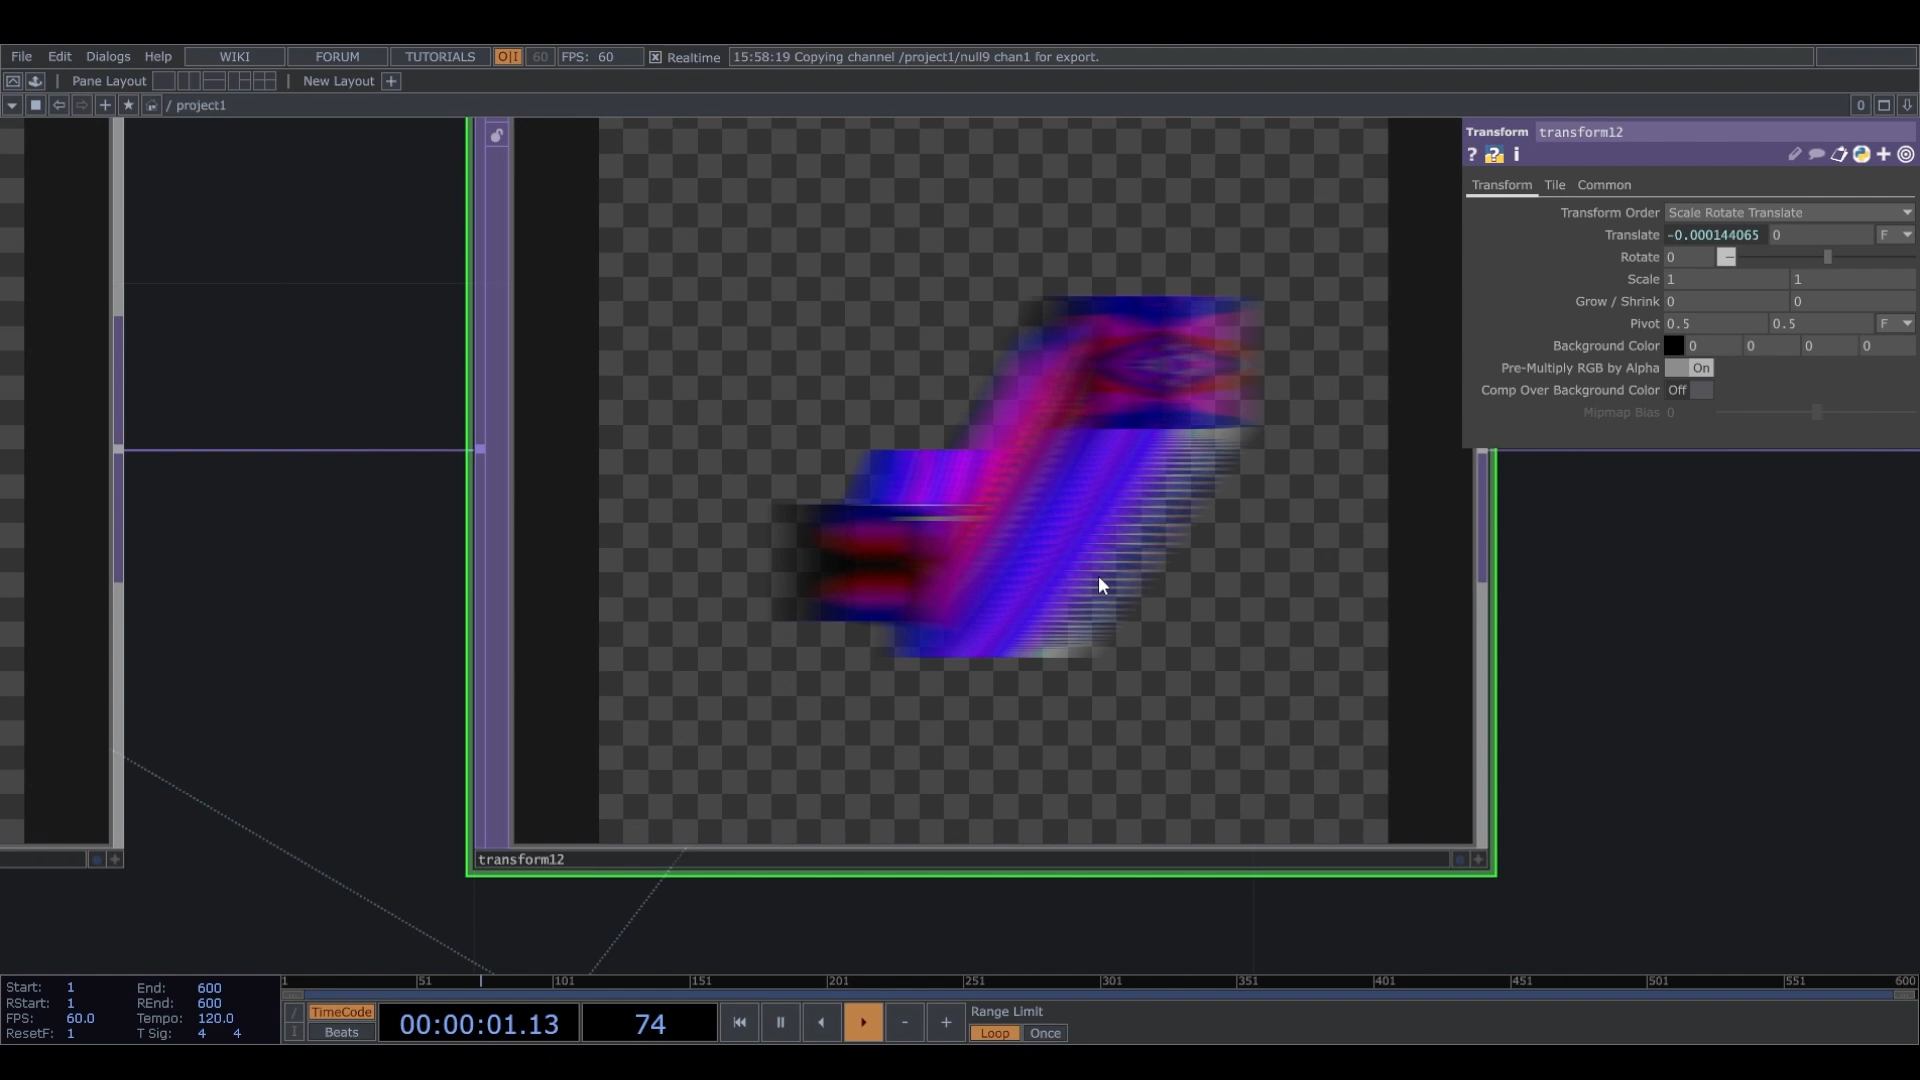 File Edit Dialogs Help WIKI FORUM TUTORIALS O|I 60 FPS: 60 Realtime 15:58:19 Copying channel /project1/null9 chan1 for export.
Pane Layout New Layout
/ project1 0
Transform transform12
Transform Tile Common
Transform Order Scale Rotate Translate
Translate -0.000144065 0 F
Rotate 0
Scale 1 1
Grow / Shrink 0 0
Pivot 0.5 0.5 F
Background Color 0 0 0 0
Pre-Multiply RGB by Alpha On
Comp Over Background Color Off
Mipmap Bias 0
transform12
1 51 101 151 201 251 301 351 401 451 501 551 600
Start: 1 End: 600
RStart: 1 REnd: 600
FPS: 60.0 Tempo: 120.0
ResetF: 1 T Sig: 4 4
TimeCode
Beats
00:00:01.13
74
Range Limit
Loop Once